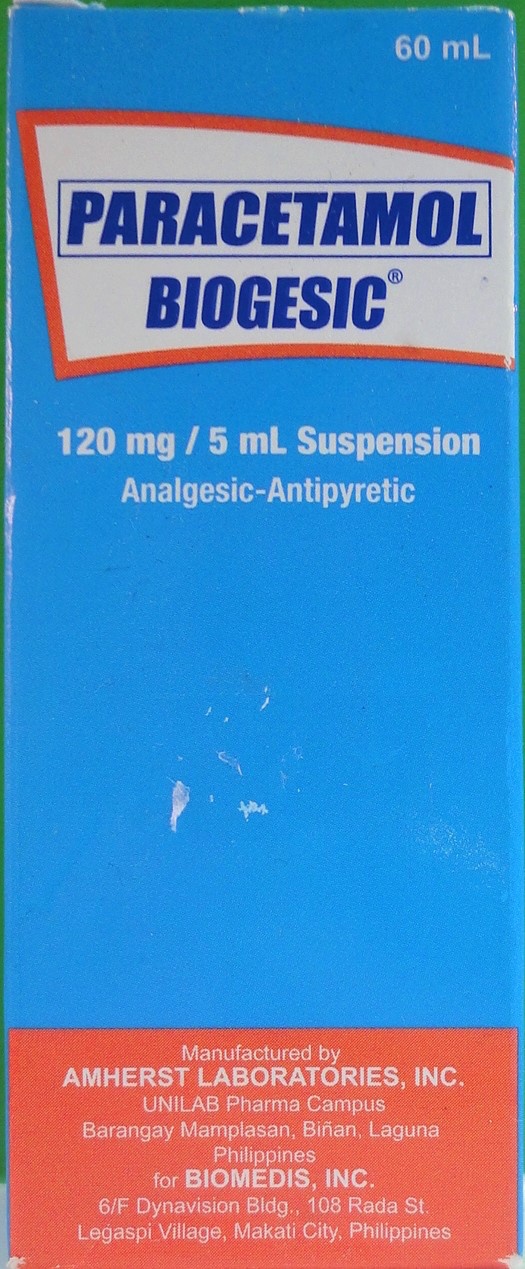 60 mL
PARACETAMOL
BIOGESIC®
120 mg / 5 mL Suspension
Analgesic-Antipyretic
Manufactured by
AMHERST LABORATORIES, INC.
UNILAB Pharma Campus
Barangay Mamplasan, Biñan, Laguna
Philippines
for BIOMEDIS, INC.
6/F Dynavision Bldg., 108 Rada St.
Legaspi Village, Makati City, Philippines